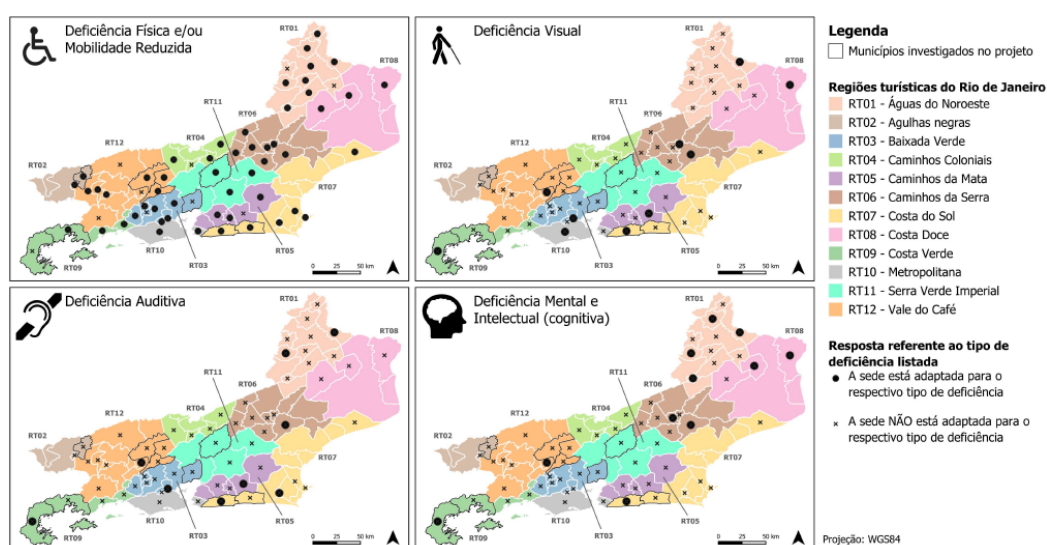 Deficiência Física e/ou
Mobilidade Reduzida
RT01
RT08
RT11
RT06
RT04
RT12
RT02
RT07
RT05
RT10
RT09
RT03
0 25 50 km
Deficiência Visual
RT01
RT08
RT11
RT06
RT04
RT12
RT02
RT07
RT05
RT10
RT09
RT03
0 25 50 km
Deficiência Auditiva
RT01
RT08
RT11
RT06
RT04
RT12
RT02
RT07
RT05
RT10
RT09
RT03
0 25 50 km
Deficiência Mental e
Intelectual (cognitiva)
RT01
RT08
RT11
RT06
RT04
RT12
RT02
RT07
RT05
RT10
RT09
RT03
0 25 50 km
Legenda
Municípios investigados no projeto
Regiões turísticas do Rio de Janeiro
RT01 - Águas do Noroeste
RT02 - Agulhas negras
RT03 - Baixada Verde
RT04 - Caminhos Coloniais
RT05 - Caminhos da Mata
RT06 - Caminhos da Serra
RT07 - Costa do Sol
RT08 - Costa Doce
RT09 - Costa Verde
RT10 - Metropolitana
RT11 - Serra Verde Imperial
RT12 - Vale do Café
Resposta referente ao tipo de
deficiência listada
A sede está adaptada para o
respectivo tipo de deficiência
A sede NÃO está adaptada para o
respectivo tipo de deficiência
Projeção: WGS84